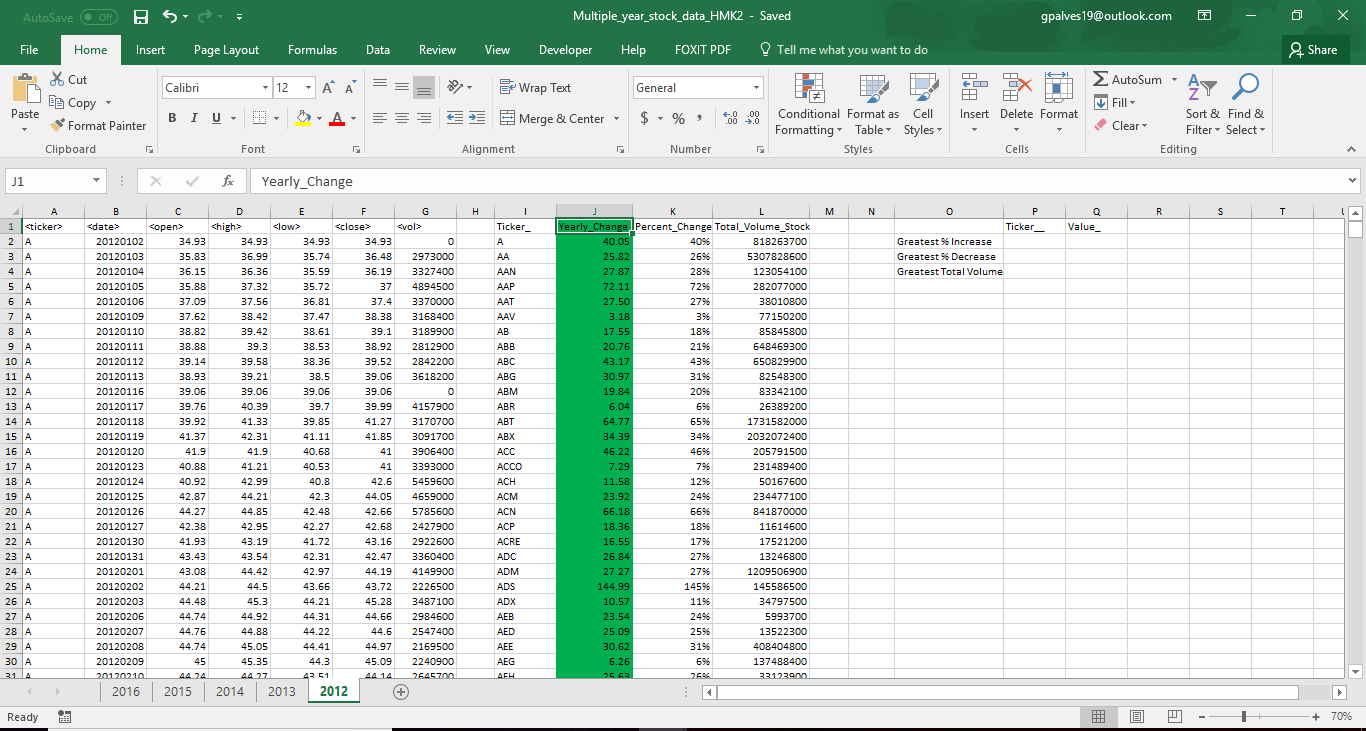 AutoSave Off Multiple_year_stock_data_HMK2 - Saved gpalves19@outlook.com
File Home Insert Page Layout Formulas Data Review View Developer Help FOXIT PDF Tell me what you want to do Share
Paste Cut Copy Format Painter Clipboard
Calibri 12 B I U A A A Font
Wrap Text Merge & Center Alignment
General $ % , Number
Conditional Formatting Format as Table Cell Styles Styles
Insert Delete Format Cells
AutoSum Fill Clear Sort & Filter Find & Select Editing
J1 fx Yearly_Change
A B C D E F G H I J K L M N O P Q R S T
1 <ticker> <date> <open> <high> <low> <close> <vol> Ticker_ Yearly_Change Percent_Change Total_Volume_Stock Ticker__ Value_
2 A 20120102 34.93 34.93 34.93 34.93 0 A 40.05 40% 818263700 Greatest % Increase
3 A 20120103 35.83 36.99 35.74 36.48 2973000 AA 25.82 26% 5307828600 Greatest % Decrease
4 A 20120104 36.15 36.36 35.59 36.19 3327400 AAN 27.87 28% 123054100 Greatest Total Volume
5 A 20120105 35.88 37.32 35.72 37 4894500 AAP 72.11 72% 282077000
6 A 20120106 37.09 37.56 36.81 37.4 3370000 AAT 27.50 27% 38010800
7 A 20120109 37.62 38.42 37.47 38.38 3168400 AAV 3.18 3% 77150200
8 A 20120110 38.82 39.42 38.61 39.1 3189900 AB 17.55 18% 85845800
9 A 20120111 38.88 39.3 38.53 38.92 2812900 ABB 20.76 21% 648469300
10 A 20120112 39.14 39.58 38.36 39.52 2842200 ABC 43.17 43% 650829900
11 A 20120113 38.93 39.21 38.5 39.06 3618200 ABG 30.97 31% 82548300
12 A 20120116 39.06 39.06 39.06 39.06 0 ABM 19.84 20% 83342100
13 A 20120117 39.76 40.39 39.7 39.99 4157900 ABR 6.04 6% 26389200
14 A 20120118 39.92 41.33 39.85 41.27 3170700 ABT 64.77 65% 1731582000
15 A 20120119 41.37 42.31 41.11 41.85 3091700 ABX 34.39 34% 2032072400
16 A 20120120 41.9 41.9 40.68 41 3906400 ACC 46.22 46% 205791500
17 A 20120123 40.88 41.21 40.53 41 3393000 ACCO 7.29 7% 231489400
18 A 20120124 40.92 42.99 40.8 42.6 5459600 ACH 11.58 12% 50167600
19 A 20120125 42.87 44.21 42.3 44.05 4659000 ACM 23.92 24% 234477100
20 A 20120126 44.27 44.85 42.48 42.66 5785600 ACN 66.18 66% 841870000
21 A 20120127 42.38 42.95 42.27 42.68 2427900 ACP 18.36 18% 11614600
22 A 20120130 41.93 43.19 41.72 43.16 2922600 ACRE 16.55 17% 17521200
23 A 20120131 43.43 43.54 42.31 42.47 3360400 ADC 26.84 27% 13246800
24 A 20120201 43.08 44.42 42.97 44.19 4149900 ADM 27.27 27% 1209506900
25 A 20120202 44.21 44.5 43.66 43.72 2226500 ADS 144.99 145% 145586500
26 A 20120203 44.48 45.3 44.21 45.28 3487100 ADX 10.57 11% 34797500
27 A 20120206 44.74 44.92 44.31 44.66 2984600 AEB 23.54 24% 5993700
28 A 20120207 44.76 44.88 44.22 44.6 2547400 AED 25.09 25% 13522300
29 A 20120208 44.74 45.05 44.41 44.97 2169500 AEE 30.62 31% 408404800
30 A 20120209 45 45.35 44.3 45.09 2240900 AEG 6.26 6% 137488400
31 A 20120210 44.24 44.27 43.51 44.14 2645700 AEH 25.63 26% 33123900
2016 2015 2014 2013 2012
Ready 70%